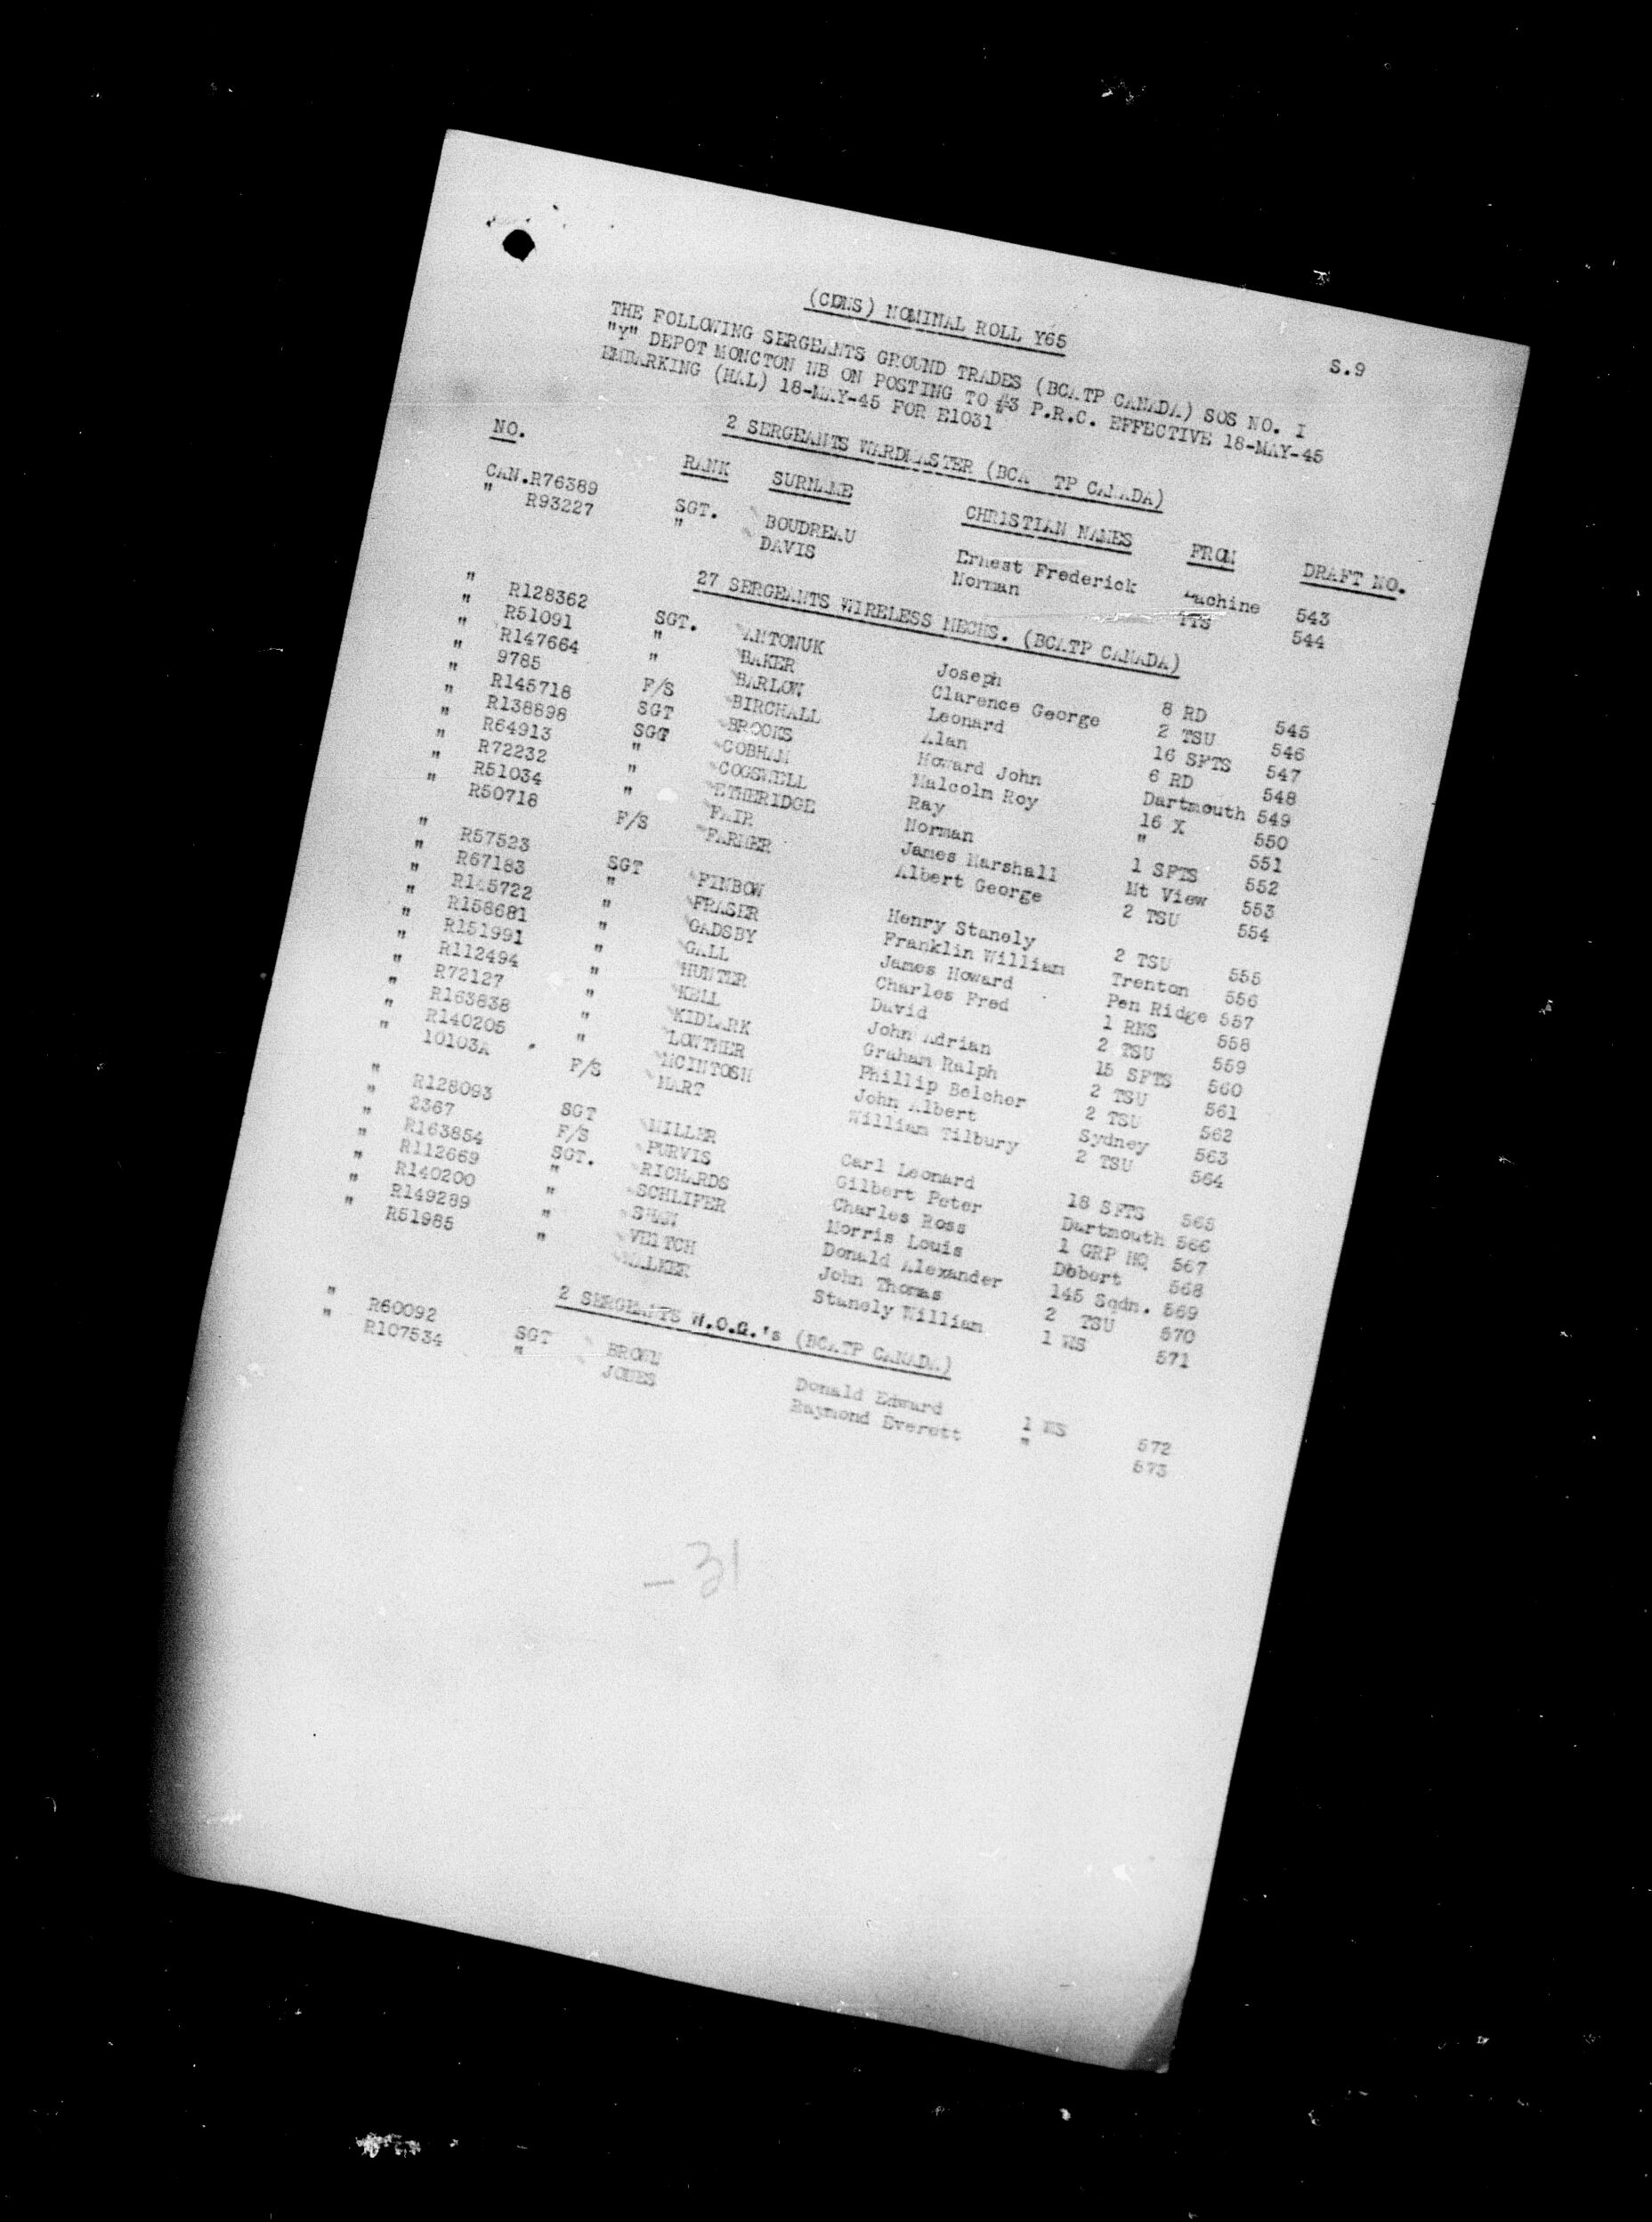 (CDNS) NOMINAL ROLL Y65
S.9
THE FOLLOWING SERGEANTS GROUND TRADES (BCATP CANADA) SOS NO. I
"Y" DEPOT MONCTON NB ON POSTING TO #3 P.R.C. EFFECTIVE 18-MAY-45
EMBARKING (HAL) 18-MAY-45 FOR E1031
2 SERGEANTS WARDMASTER (BCA TP CANADA)
NO. RANK SURNAME CHRISTIAN NAMES FROM DRAFT NO.
CAN.R76389 SGT. BOUDREAU Ernest Frederick Lachine 543
" R93227 " DAVIS Norman TTS 544
27 SERGEANTS WIRELESS MECHS. (BCATP CANADA)
" R128362 SGT. ANTONUK Joseph 8 RD 545
" R51091 " BAKER Clarence George 2 TSU 546
" R147664 " BARLOW Leonard 16 SFTS 547
" 9785 F/S BIRCHALL Alan 6 RD 548
" R145718 SGT BROOKS Howard John Dartmouth 549
" R138898 SGT COBHAM Malcolm Roy 16 X 550
" R64913 " COGSWELL Ray " 551
" R72232 " ETHERIDGE Norman 1 SFTS 552
" R51034 " FAIR James Marshall Mt View 553
" R50718 F/S FARMER Albert George 2 TSU 554
" R57523 SGT FINBOW Henry Stanely 2 TSU 555
" R67183 " FRASER Franklin William Trenton 556
" R145722 " GADSBY James Howard Pen Ridge 557
" R158681 " GALL Charles Fred 1 RNS 558
" R151991 " HUNTER David 2 TSU 559
" R112494 " KELL John Adrian 15 SFTS 560
" R72127 " KIDLARK Graham Ralph 2 TSU 561
" R163838 " LOWTHER Phillip Belcher 2 TSU 562
" R140205 " MCINTOSH John Albert Sydney 563
" 10103A F/S MART William Tilbury 2 TSU 564
" R128093 SGT MILLER Carl Leonard 18 SFTS 565
" 2367 F/S PURVIS Gilbert Peter Dartmouth 566
" R163854 SGT. RICHARDS Charles Ross 1 GRP HQ 567
" R112669 " SCHLIFER Morris Louis Debert 568
" R140200 " SHAW Donald Alexander 145 Sqdn. 569
" R149289 " VEITCH John Thomas 2 TSU 570
" R51985 " WALKER Stanely William 1 WS 571
2 SERGEANTS W.O.G.'s (BCATP CANADA)
" R60092 SGT BROWN Donald Edward 1 WS 572
" R107534 " JONES Raymond Everett " 573
- 31